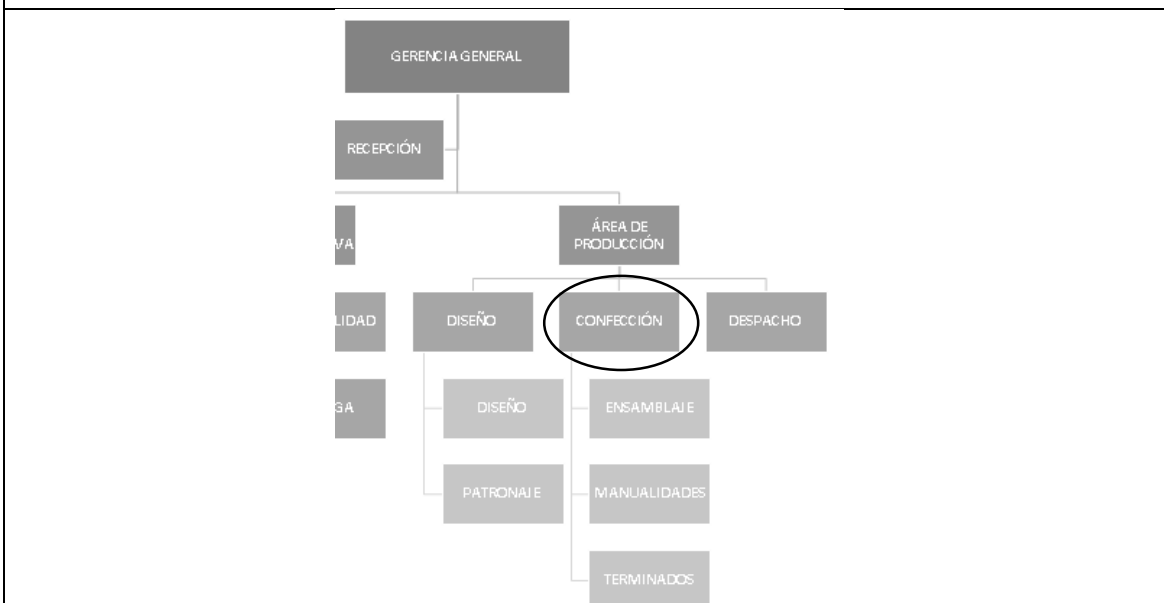 GERENCIA GENERAL
RECEPCIÓN
VA
ÁREA DE
PRODUCCIÓN
LIDAD
DISEÑO
CONFECCIÓN
DESPACHO
GA
DISEÑO
ENSAMBLAJE
PATRONAJE
MANUALIDADES
TERMINADOS